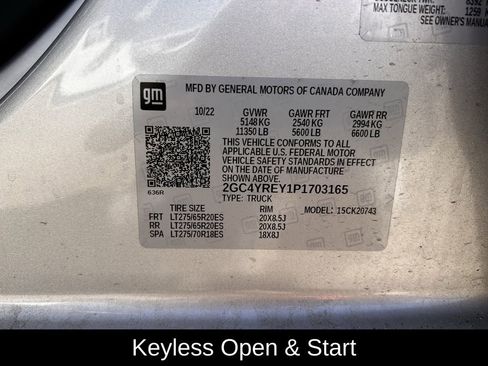 8392
MAX TONGUE WEIGHT: 1259 K
SEE OWNER'S MANUA
gm
MFD BY GENERAL MOTORS OF CANADA COMPANY
10/22 GVWR GAWR FRT GAWR RR
5148 KG 2540 KG 2994 KG
11350 LB 5600 LB 6600 LB
THIS VEHICLE CONFORMS TO ALL
APPLICABLE U.S. FEDERAL MOTOR
VEHICLE SAFETY STANDARDS IN
EFFECT ON THE DATE OF MANUFACTURE
SHOWN ABOVE.
636R
2GC4YREY1P1703165
TYPE: TRUCK
TIRE SIZE RIM MODEL: 15CK20743
FRT LT275/65R20ES 20X8.5J
RR LT275/65R20ES 20X8.5J
SPA LT275/70R18ES 18X8J
Keyless Open & Start